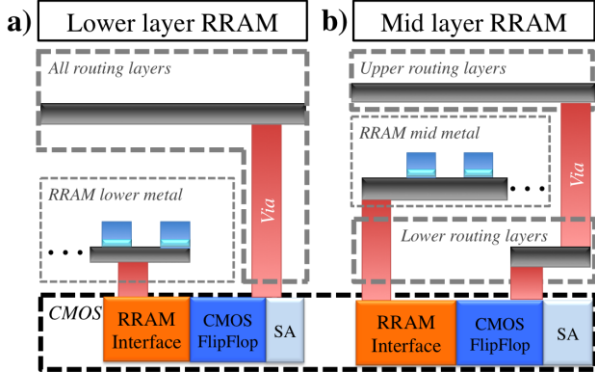 a)
Lower layer RRAM
All routing layers
RRAM lower metal
• • •
Via
CMOS
RRAM
Interface
CMOS
FlipFlop
SA
b)
Mid layer RRAM
Upper routing layers
RRAM mid metal
• • •
Via
Lower routing layers
RRAM
Interface
CMOS
FlipFlop
SA